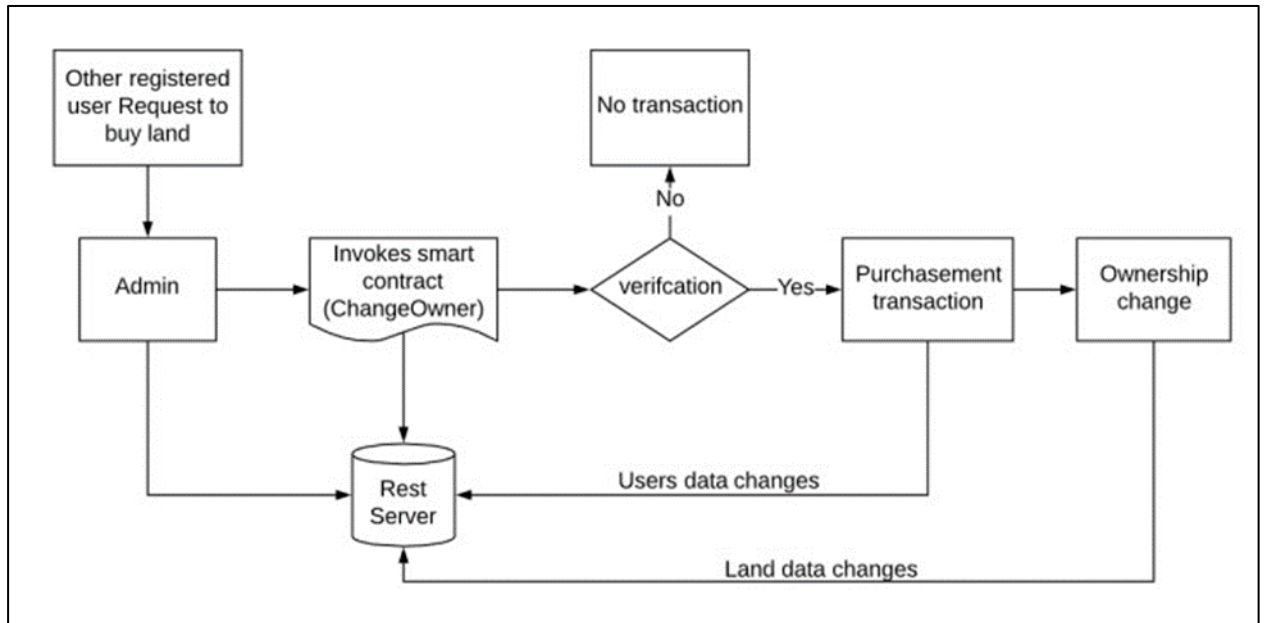 Other registered
user Request to
buy land
No transaction
No
Admin
Invokes smart
contract
(ChangeOwner)
verifcation
Yes
Purchasement
transaction
Ownership
change
Rest
Server
Users data changes
Land data changes